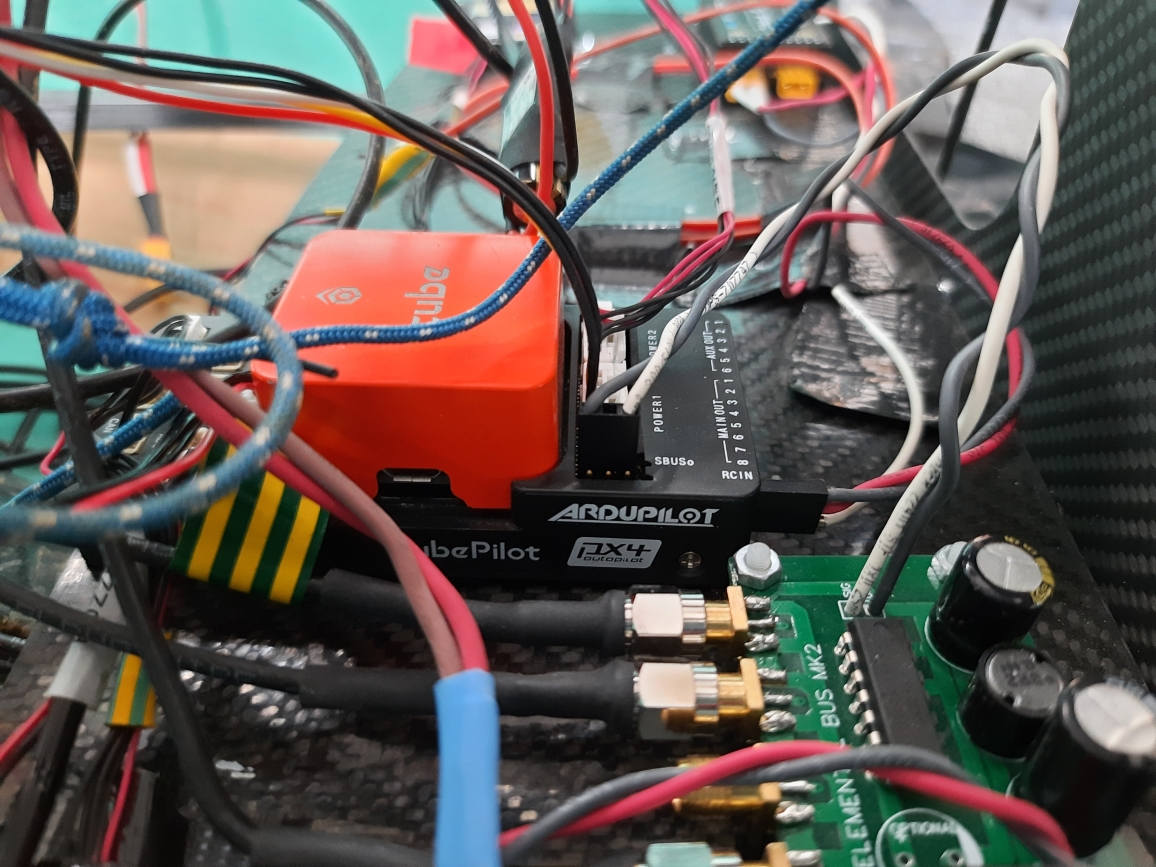 cube
POWER2
POWER1
AUX OUT
6 5 4 3 2 1
MAIN OUT
8 7 6 5 4 3 2 1
SBUSo
RCIN
ARDUPILOT
ubePilot
px4
autopilot
BUS MK2
ELEMENT
OPTIONAL